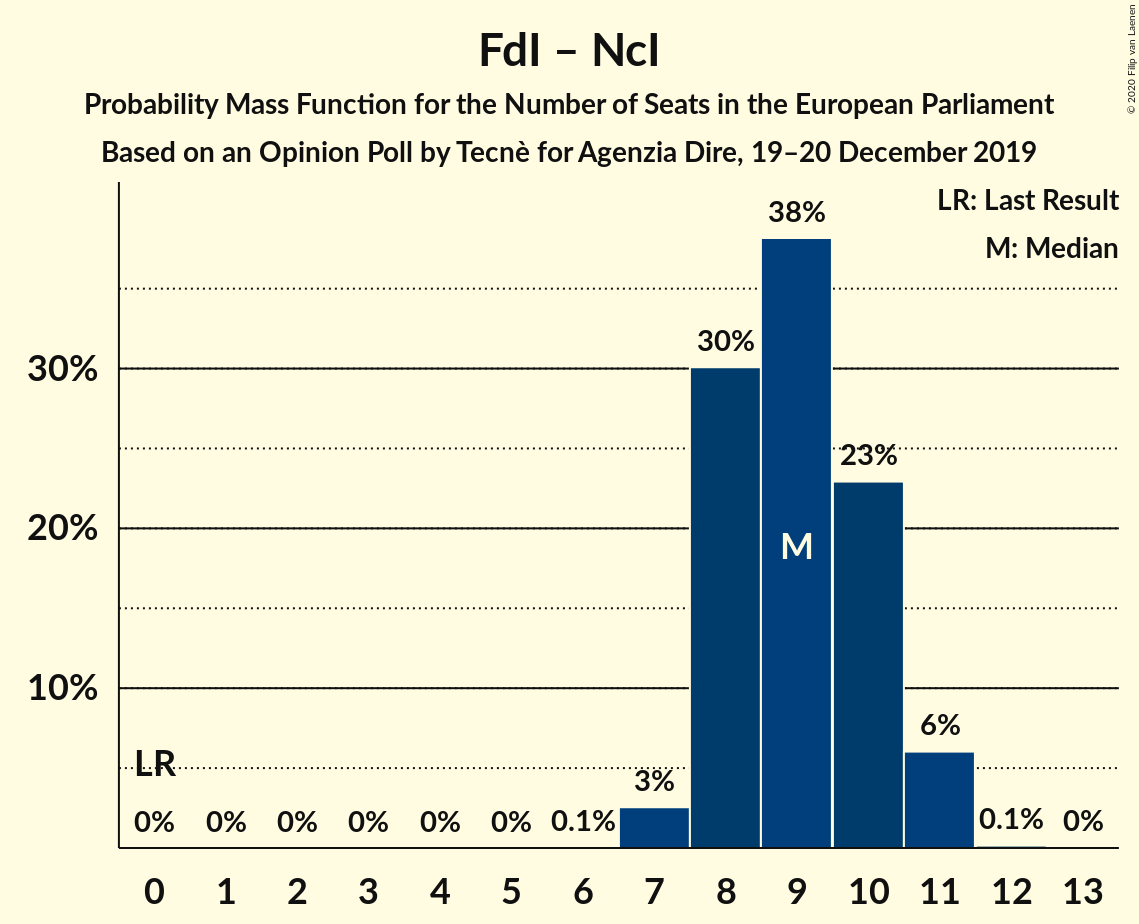 FdI – NcI
Probability Mass Function for the Number of Seats in the European Parliament
Based on an Opinion Poll by Tecnè for Agenzia Dire, 19–20 December 2019
© 2020 Filip van Laenen
LR: Last Result
M: Median
38%
30%
30%
23%
20%
M
10%
6%
LR
3%
0% 0% 0% 0% 0% 0% 0.1% 0.1% 0%
0 1 2 3 4 5 6 7 8 9 10 11 12 13